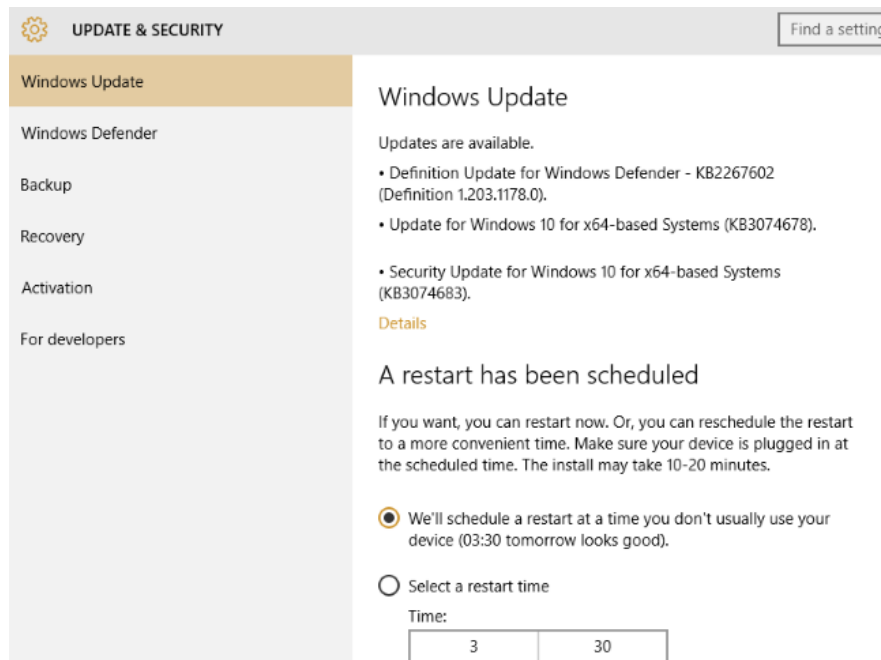 UPDATE & SECURITY
Find a setting
Windows Update
Windows Defender
Backup
Recovery
Activation
For developers
Windows Update
Updates are available.
• Definition Update for Windows Defender - KB2267602
(Definition 1.203.1178.0).
• Update for Windows 10 for x64-based Systems (KB3074678).
• Security Update for Windows 10 for x64-based Systems
(KB3074683).
Details
A restart has been scheduled
If you want, you can restart now. Or, you can reschedule the restart
to a more convenient time. Make sure your device is plugged in at
the scheduled time. The install may take 10-20 minutes.
We'll schedule a restart at a time you don't usually use your
device (03:30 tomorrow looks good).
Select a restart time
Time:
3 30